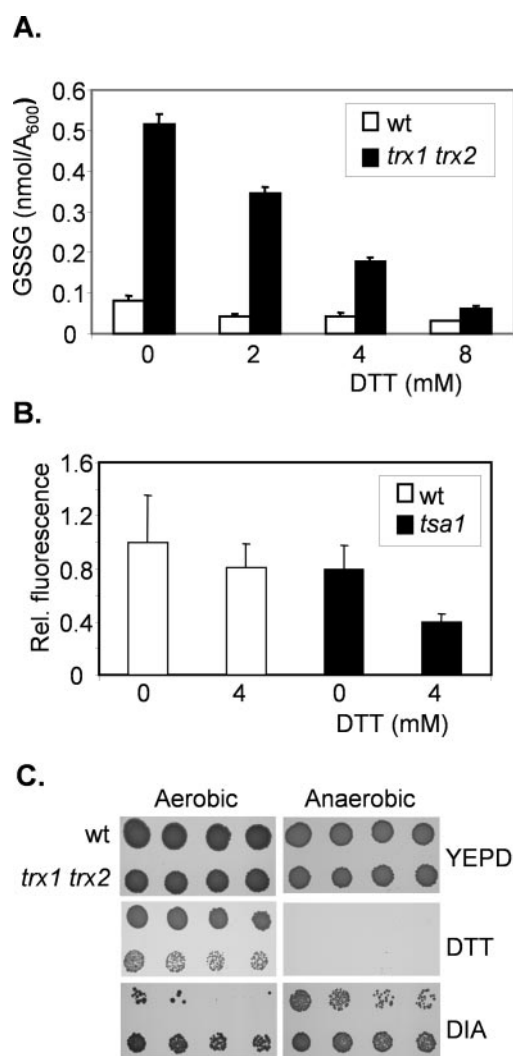 A.
GSSG (nmol/A600)
0.6
0.5
0.4
0.3
0.2
0.1
0
wt
trx1 trx2
0 2 4 8
DTT (mM)
B.
Rel. fluorescence
1.6
1.2
0.8
0.4
0
wt
tsa1
0 4 0 4
DTT (mM)
C.
Aerobic Anaerobic
wt
trx1 trx2
YEPD
DTT
DIA